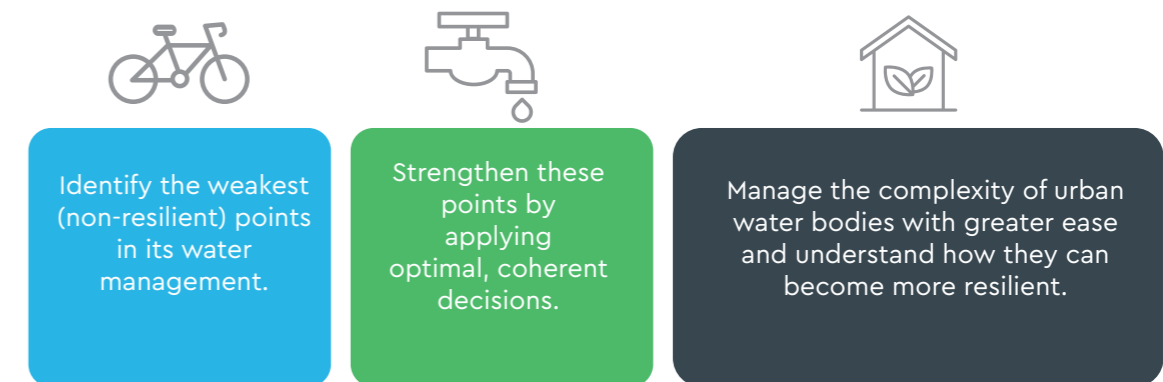 Identify the weakest
(non-resilient) points
in its water
management.
Strengthen these
points by
applying
optimal, coherent
decisions.
Manage the complexity of urban
water bodies with greater ease
and understand how they can
become more resilient.